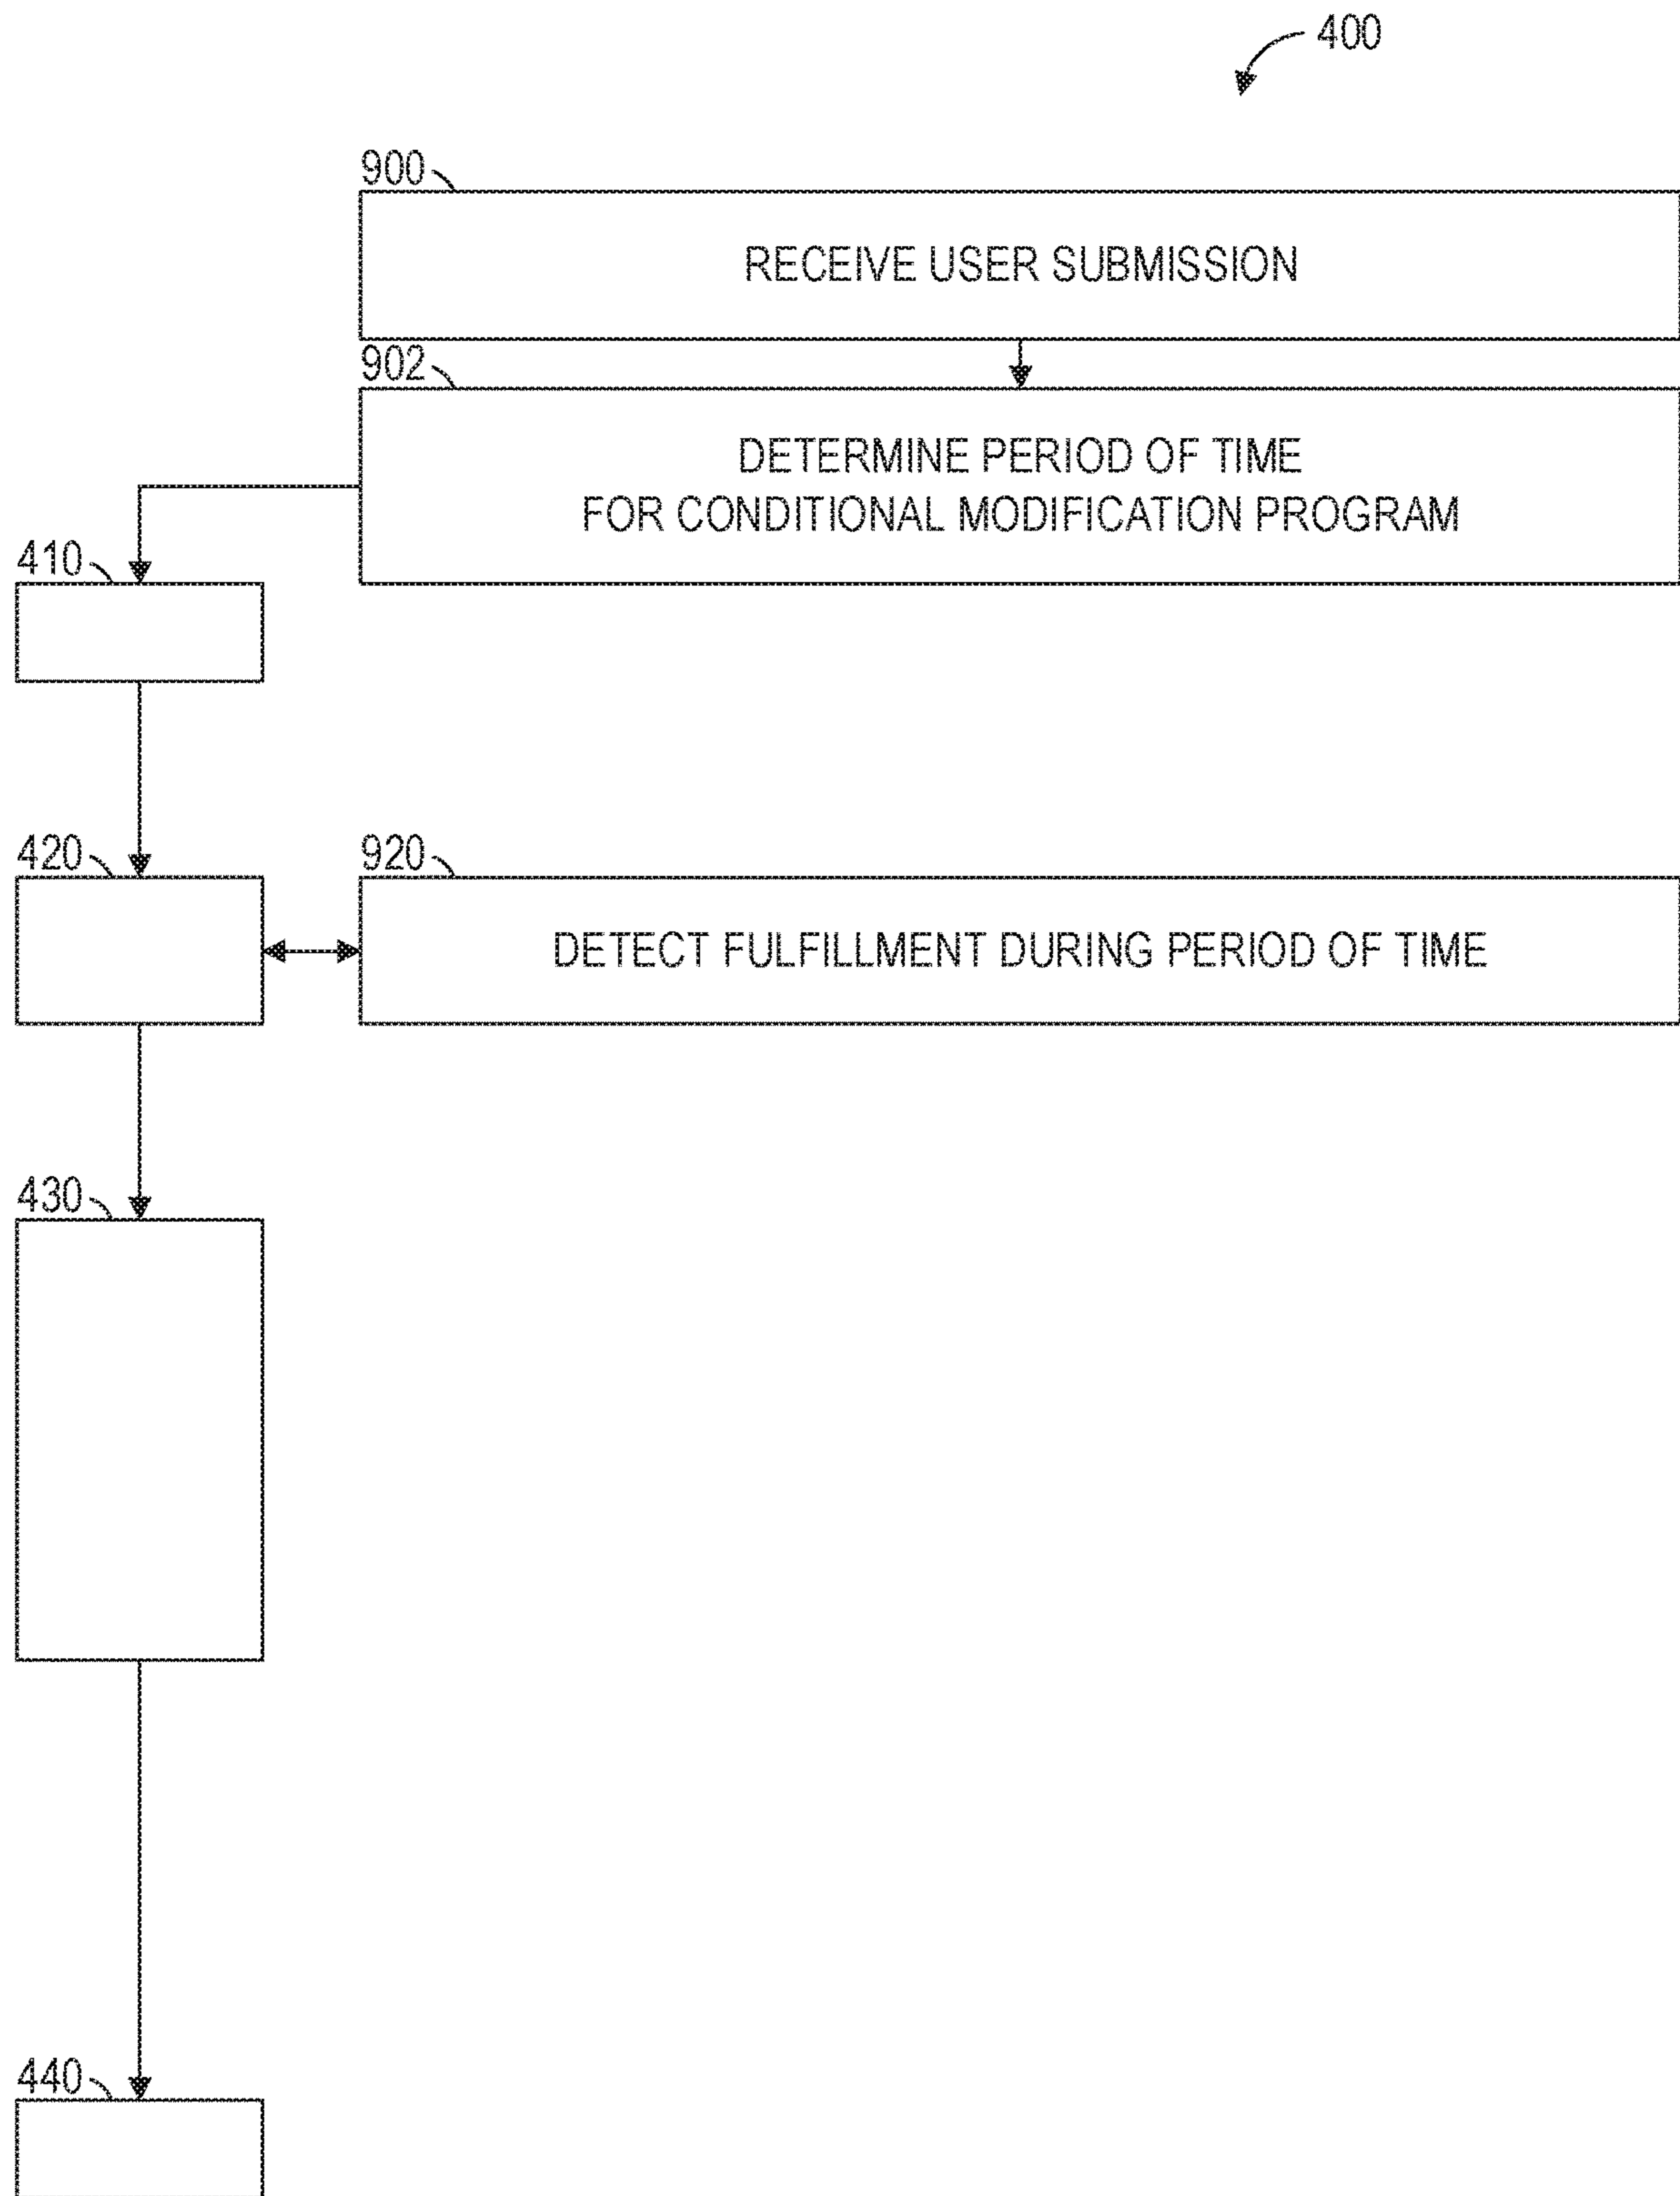 400
900
RECEIVE USER SUBMISSION
902
DETERMINE PERIOD OF TIME
FOR CONDITIONAL MODIFICATION PROGRAM
410
420
920
DETECT FULFILLMENT DURING PERIOD OF TIME
430
440